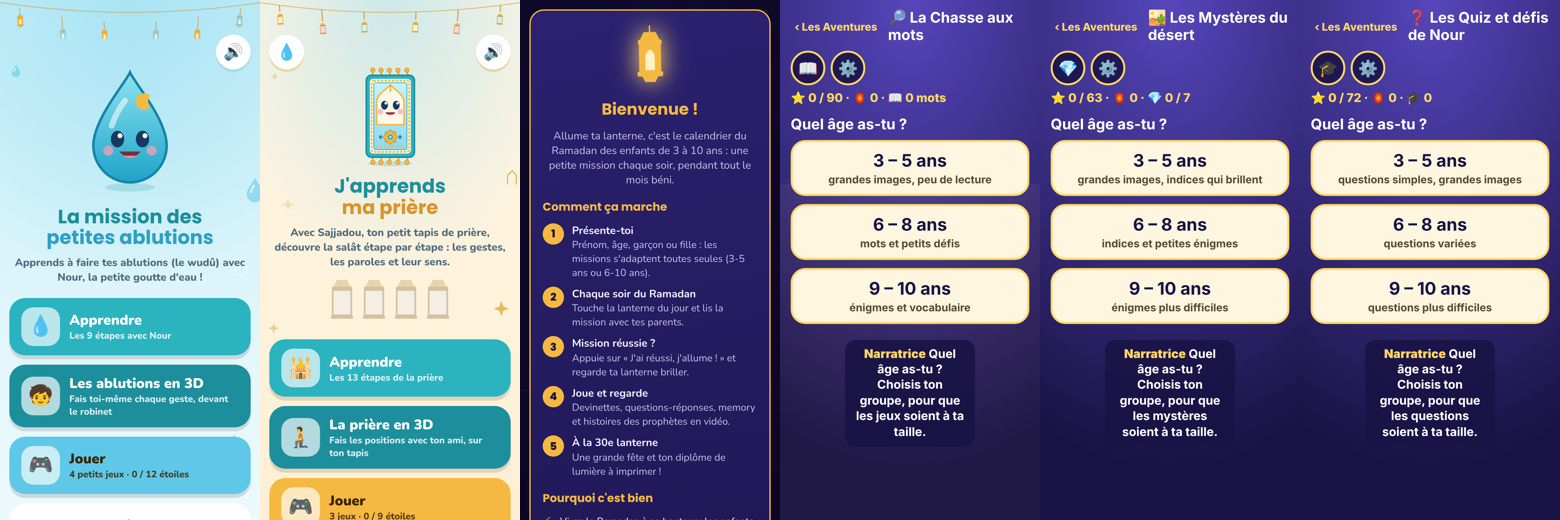 La mission des
petites ablutions
Apprends à faire tes ablutions (le wudû) avec
Nour, la petite goutte d'eau !
Apprendre
Les 9 étapes avec Nour
Les ablutions en 3D
Fais toi-même chaque geste, devant
le robinet
Jouer
4 petits jeux · 0 / 12 étoiles
J'apprends
ma prière
Avec Sajjadou, ton petit tapis de prière,
découvre la salât étape par étape : les gestes,
les paroles et leur sens.
Apprendre
Les 13 étapes de la prière
La prière en 3D
Fais les positions avec ton ami, sur
ton tapis
Jouer
3 jeux · 0 / 9 étoiles
Bienvenue !
Allume ta lanterne, c'est le calendrier du
Ramadan des enfants de 3 à 10 ans : une
petite mission chaque soir, pendant tout le
mois béni.
Comment ça marche
1 Présente-toi
Prénom, âge, garçon ou fille : les
missions s'adaptent toutes seules (3-5
ans ou 6-10 ans).
2 Chaque soir du Ramadan
Touche la lanterne du jour et lis la
mission avec tes parents.
3 Mission réussie ?
Appuie sur « J'ai réussi, j'allume ! » et
regarde ta lanterne briller.
4 Joue et regarde
Devinettes, questions-réponses, memory
et histoires des prophètes en vidéo.
5 À la 30e lanterne
Une grande fête et ton diplôme de
lumière à imprimer !
Pourquoi c'est bien
‹ Les Aventures
La Chasse aux
mots
0 / 90 · 0 · 0 mots
Quel âge as-tu ?
3 – 5 ans
grandes images, peu de lecture
6 – 8 ans
mots et petits défis
9 – 10 ans
énigmes et vocabulaire
Narratrice Quel
âge as-tu ?
Choisis ton
groupe, pour que
les jeux soient à ta
taille.
‹ Les Aventures
Les Mystères du
désert
0 / 63 · 0 · 0 / 7
Quel âge as-tu ?
3 – 5 ans
grandes images, indices qui brillent
6 – 8 ans
indices et petites énigmes
9 – 10 ans
énigmes plus difficiles
Narratrice Quel
âge as-tu ?
Choisis ton
groupe, pour que
les mystères
soient à ta taille.
‹ Les Aventures
❓ Les Quiz et défis
de Nour
0 / 72 · 0 · 0
Quel âge as-tu ?
3 – 5 ans
questions simples, grandes images
6 – 8 ans
questions variées
9 – 10 ans
questions plus difficiles
Narratrice Quel
âge as-tu ?
Choisis ton
groupe, pour que
les questions
soient à ta taille.